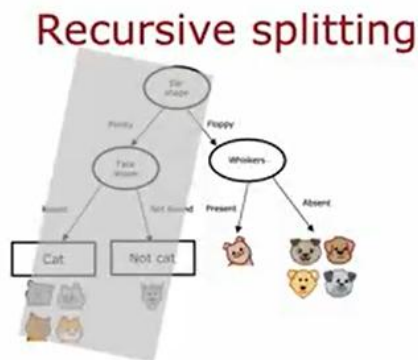 Recursive splitting
Ear
shape
Pointy
Floppy
Face
shape
Whiskers
Round
Not Round
Present
Absent
Cat
Not cat